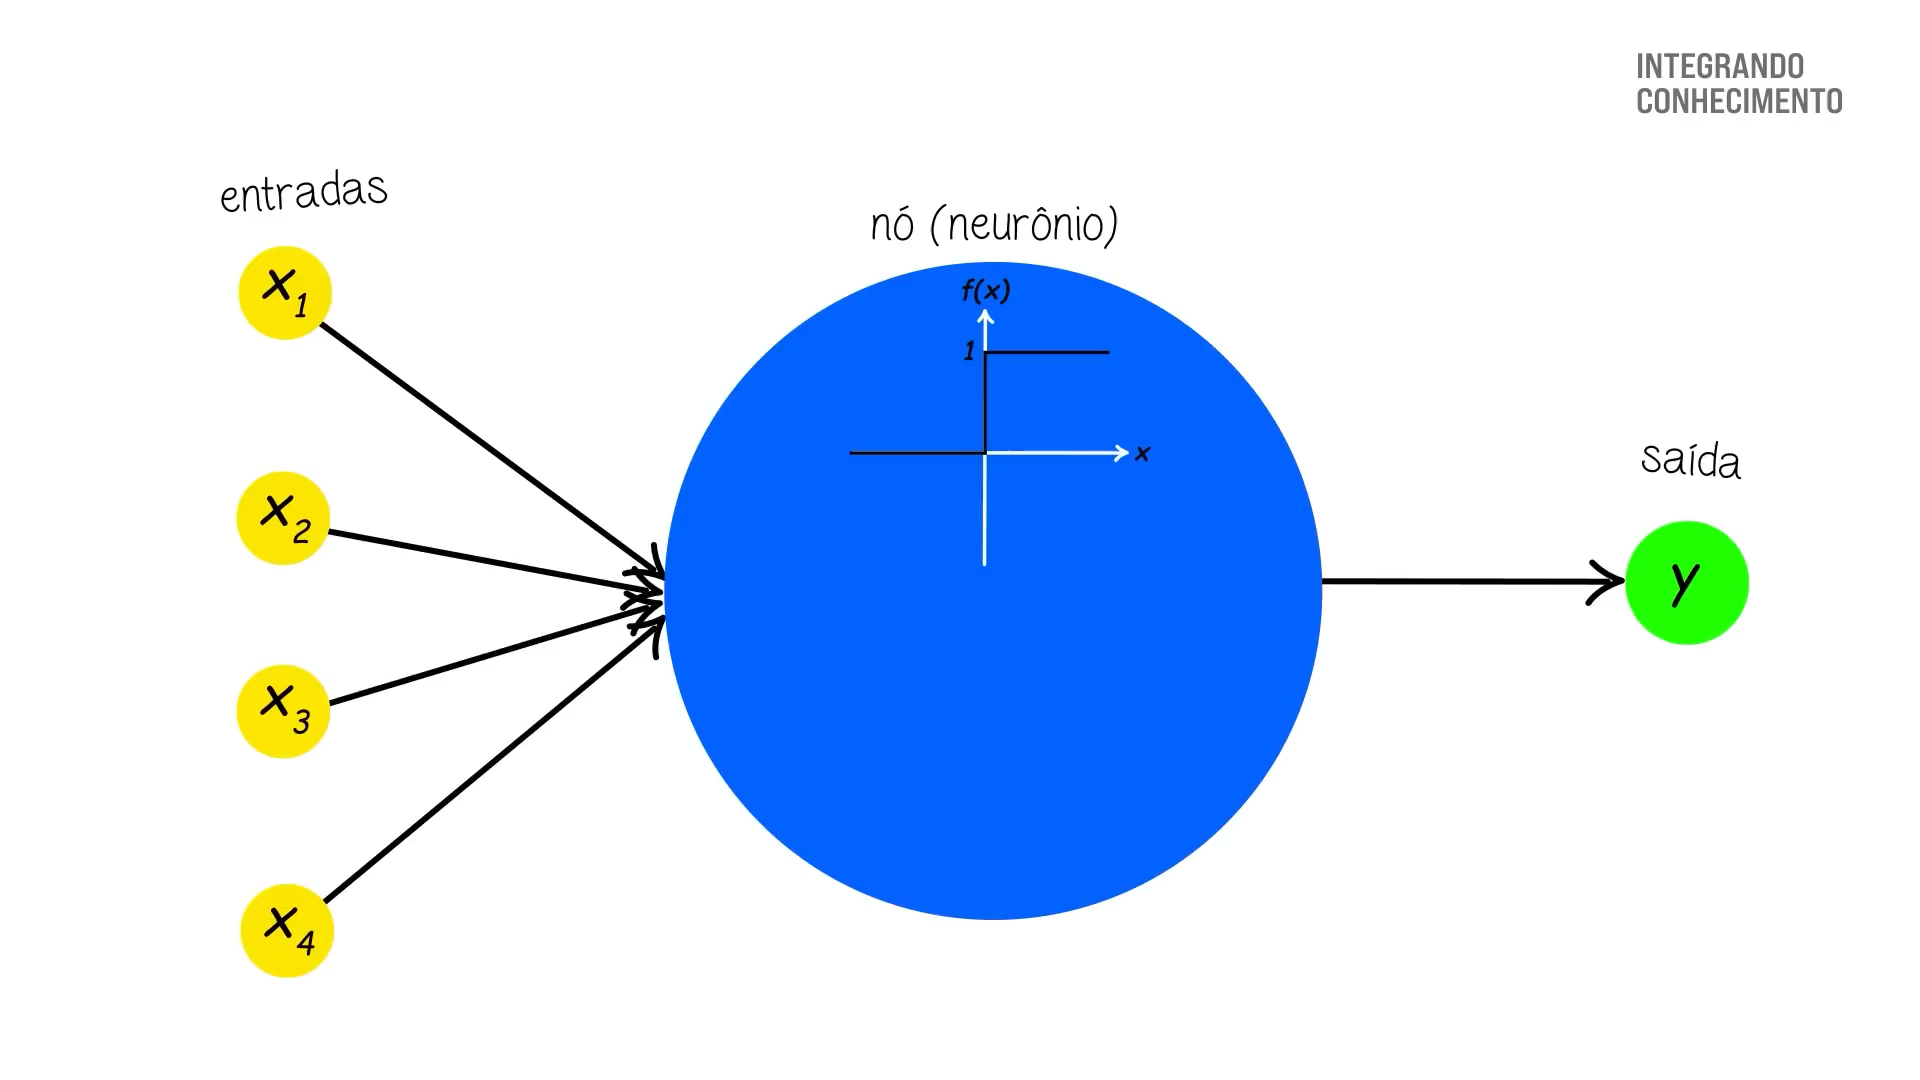 INTEGRANDO
CONHECIMENTO
entradas
nó (neurônio)
x1
f(x)
1
x
x2
saída
y
x3
x4